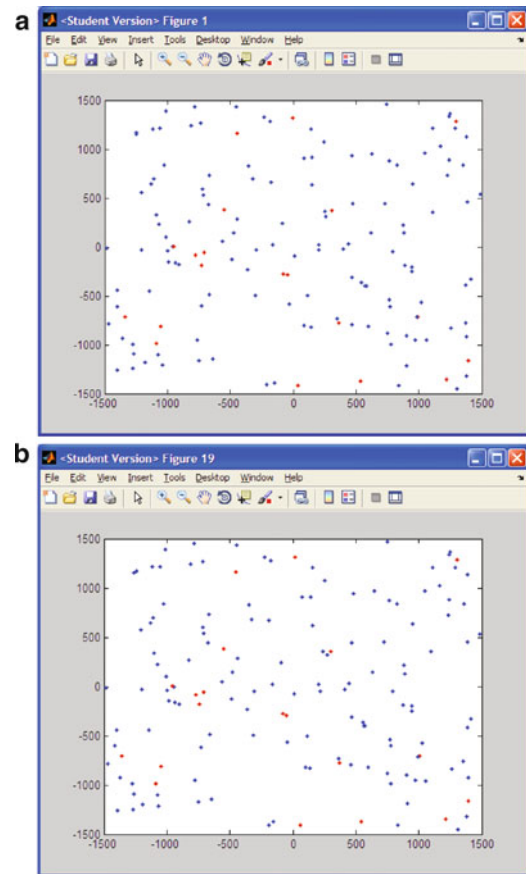 a
<Student Version> Figure 1
File Edit View Insert Tools Desktop Window Help
1500
1000
500
0
-500
-1000
-1500
-1500 -1000 -500 0 500 1000 1500
b
<Student Version> Figure 19
File Edit View Insert Tools Desktop Window Help
1500
1000
500
0
-500
-1000
-1500
-1500 -1000 -500 0 500 1000 1500